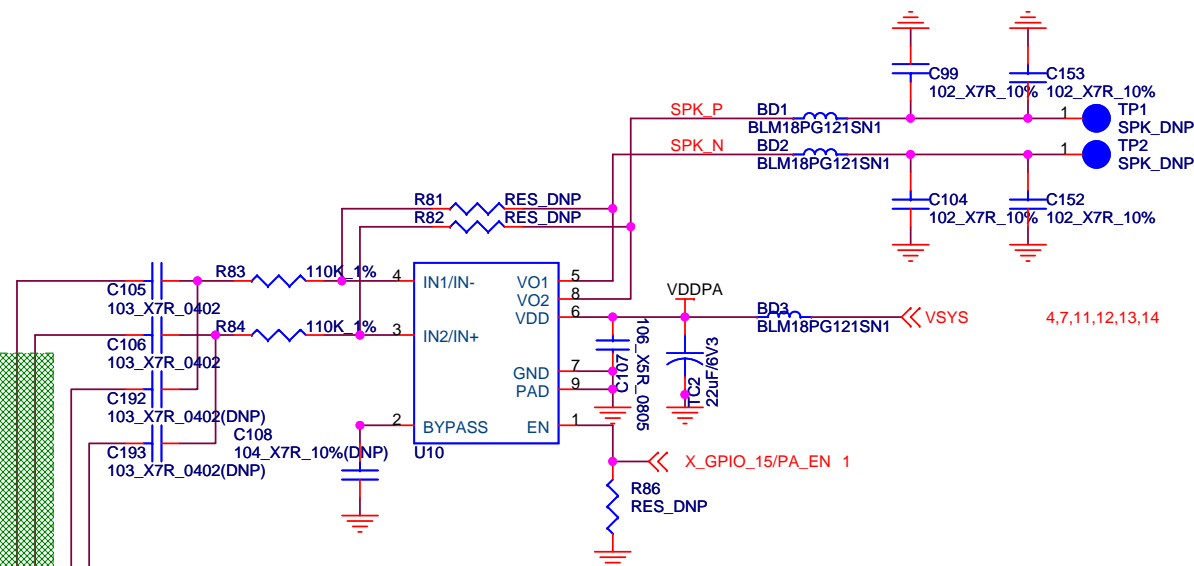 C99
102_X7R_10%
C153
102_X7R_10%
SPK_P
BD1
BLM18PG121SN1
1
TP1
SPK_DNP
SPK_N
BD2
BLM18PG121SN1
1
TP2
SPK_DNP
C104
102_X7R_10%
C152
102_X7R_10%
R81
RES_DNP
R82
RES_DNP
C105
103_X7R_0402
R83
110K_1%
4
IN1/IN-
VO1
5
VO2
8
VDD
6
VDDPA
BD3
BLM18PG121SN1
VSYS
4,7,11,12,13,14
C106
103_X7R_0402
R84
110K_1%
3
IN2/IN+
GND
7
PAD
9
C107
106_X5R_0805
TC2
22uF/6V3
C192
103_X7R_0402(DNP)
C193
103_X7R_0402(DNP)
C108
104_X7R_10%(DNP)
2
BYPASS
EN
1
U10
X_GPIO_15/PA_EN 1
R86
RES_DNP